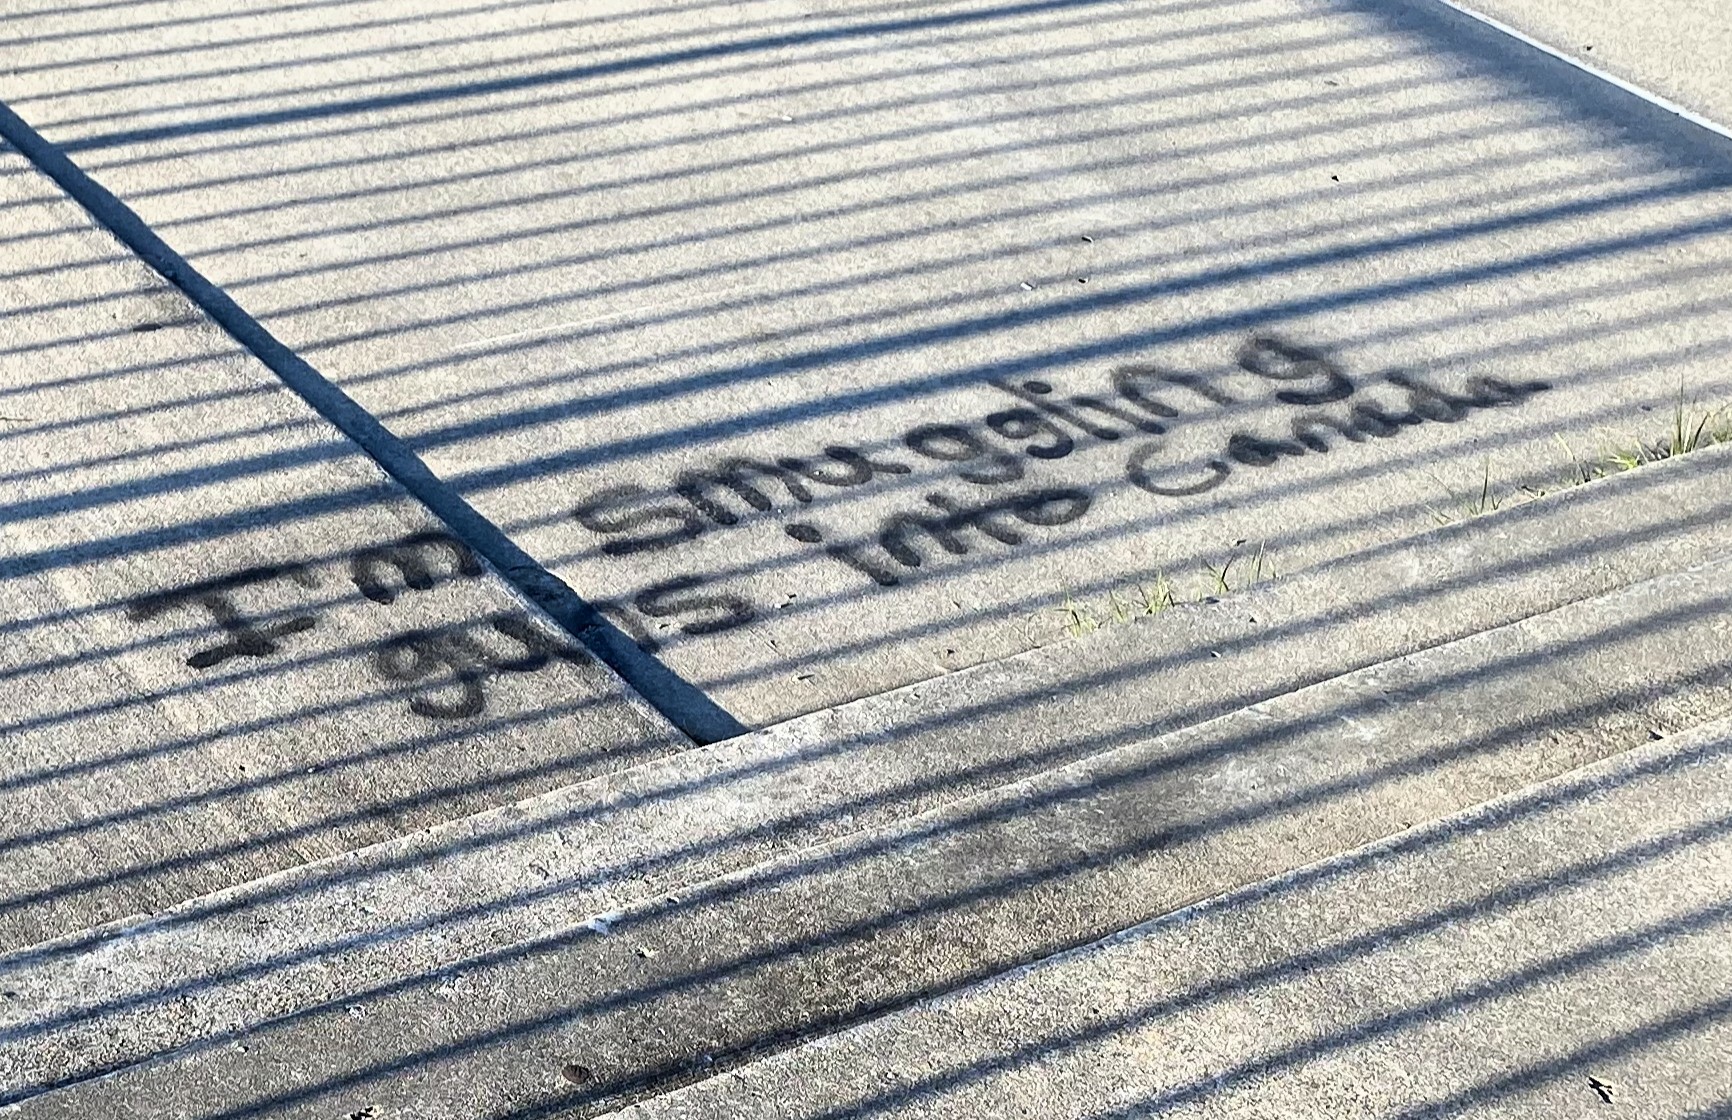 I'm smuggling
guns into Canada